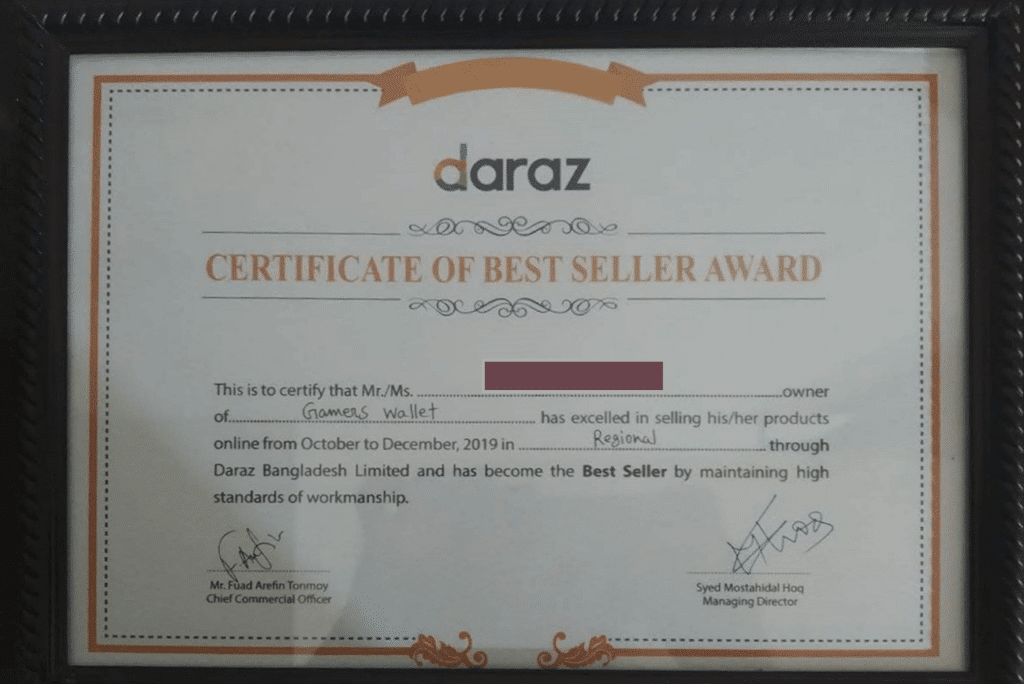 daraz
CERTIFICATE OF BEST SELLER AWARD
This is to certify that Mr./Ms. ........................................owner
of.......Gamers Wallet....... has excelled in selling his/her products
online from October to December, 2019 in .......Regional....... through
Daraz Bangladesh Limited and has become the Best Seller by maintaining high
standards of workmanship.
Mr. Fuad Arefin Tonmoy
Chief Commercial Officer
Syed Mostahidal Hoq
Managing Director